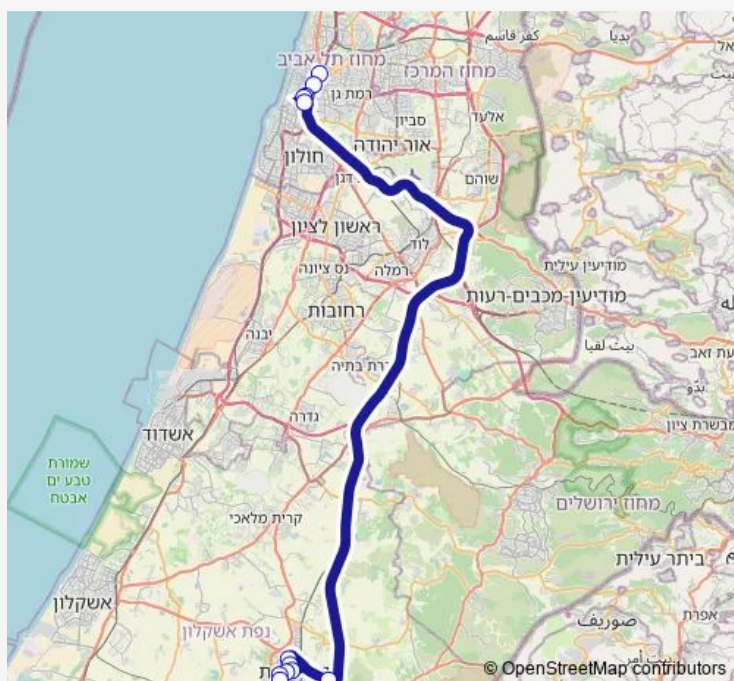 כפר קאסם
בִּدْيَا
מחוז תל אביב
מחוז המרכז
רמת גן
אלעד
סביון
אור יהודה
חולון
שוהם
ראשון לציון
לוד
נס ציונה
רמלה
מודיעין עילית
מודיעין-מכבים-רעות
רחובות
יבנה
בית לקיא
גדרה
מבשרת ציון
אשדוד
שמורת
טבע ים
אבטח
מחוז ירושלים
קרית מלאכי
ביתר עילית
אשקלון
אפרת
צוריף
נפת אשקלון
© OpenStreetMap contributors